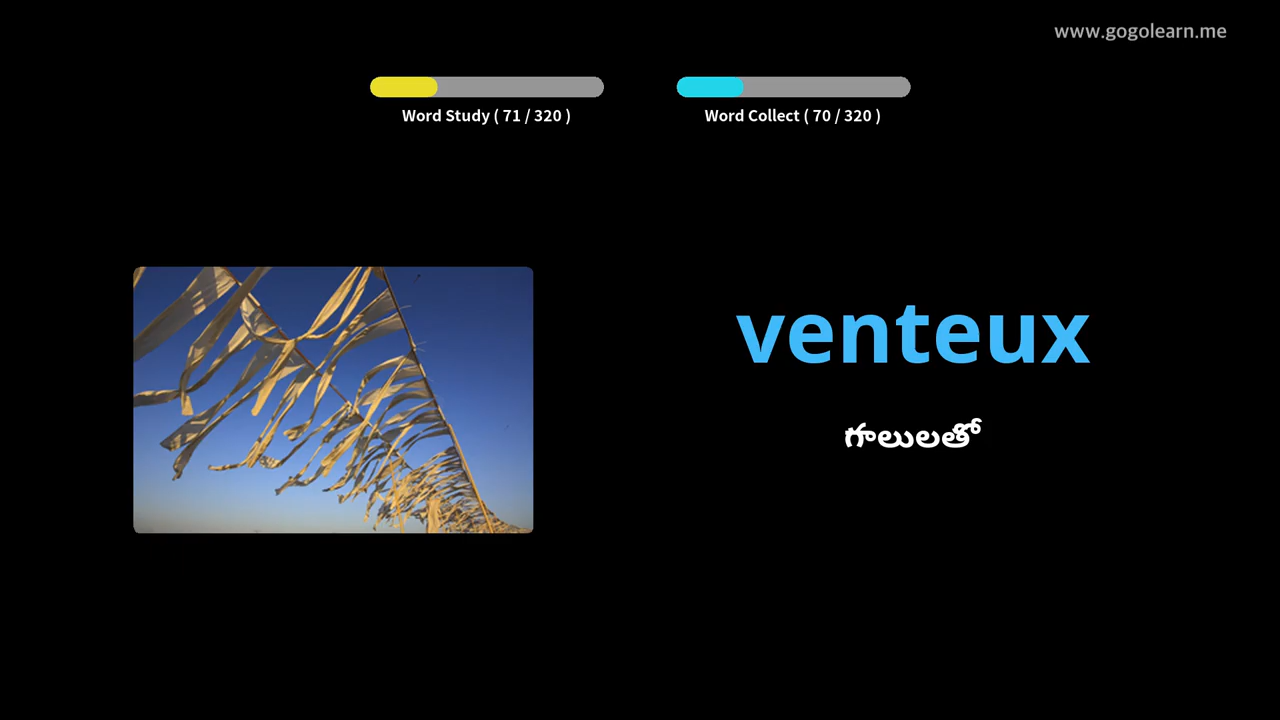 www.gogolearn.me
Word Study ( 71 / 320 )
Word Collect ( 70 / 320 )
venteux
గాలులతో